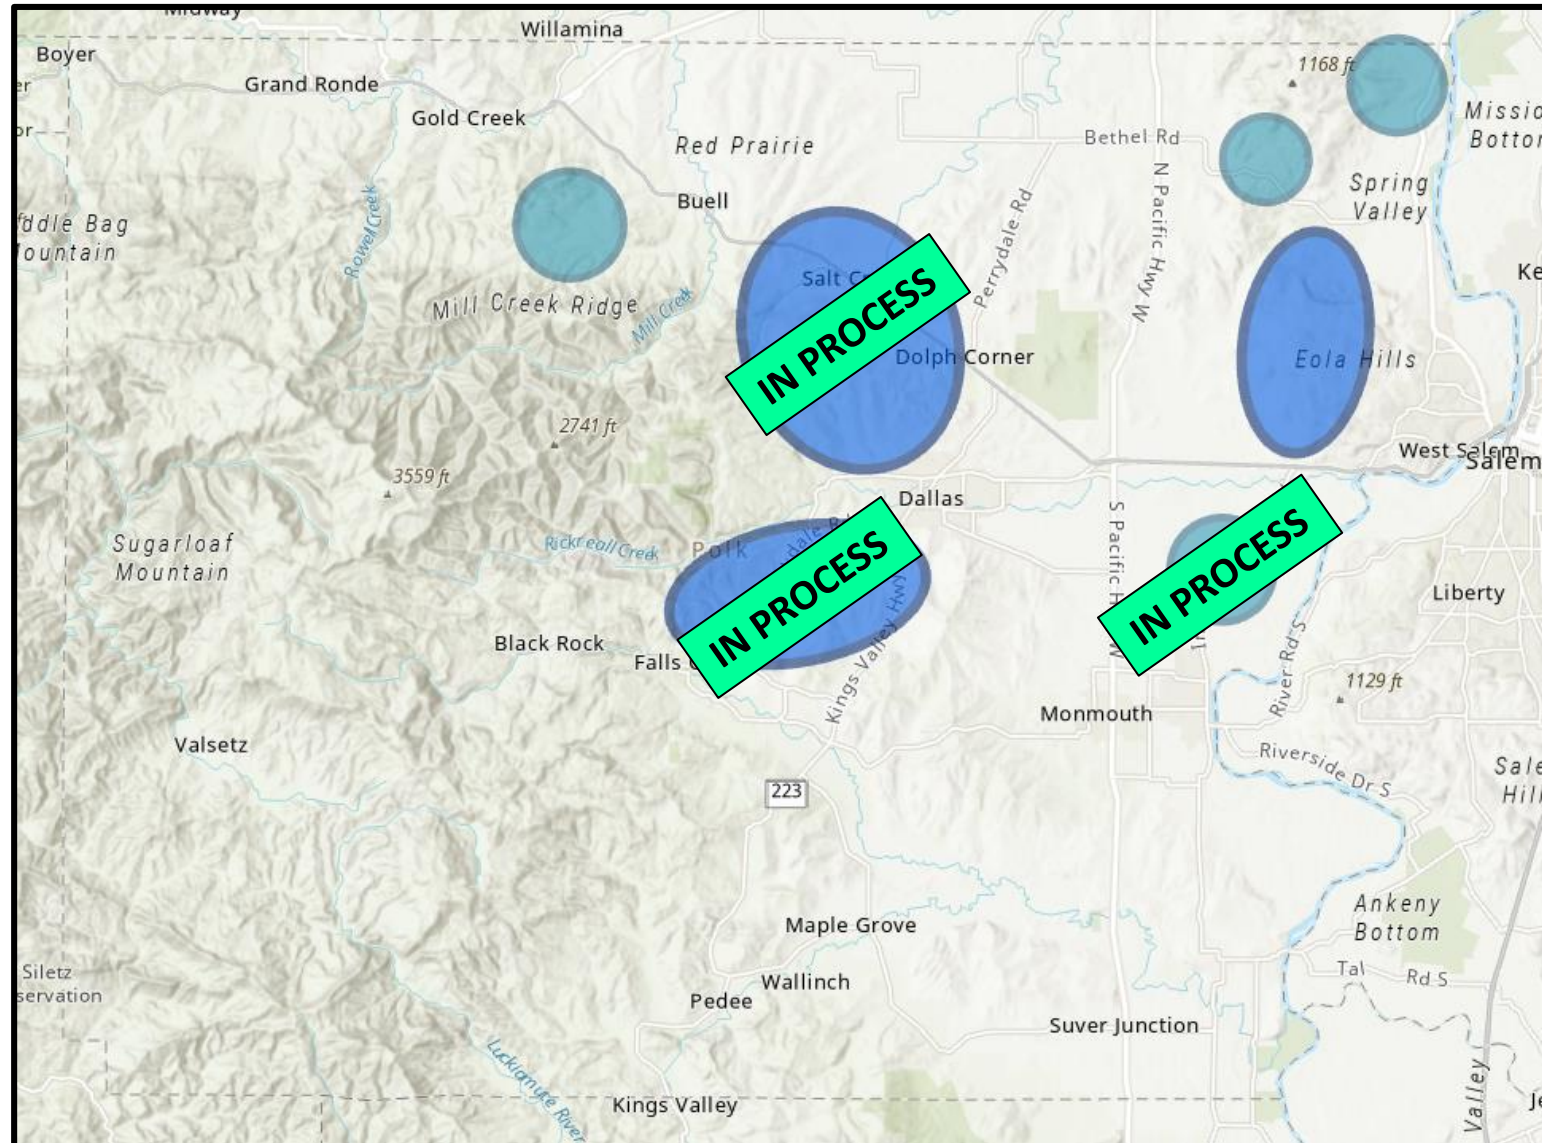 Midway
Willamina
Boyer
Grand Ronde
Gold Creek
1168 ft
Bethel Rd
Red Prairie
Buell
Spring
Valley
N Pacific Hwy W
Perrydale Rd
Rowell Creek
Mill Creek Ridge
Mill Creek
Salt
IN PROCESS
Dolph Corner
Eola Hills
2741 ft
3559 ft
West Salem
Salem
Dallas
S Pacific
Sugarloaf
Mountain
Rickreall Creek
Polk
IN PROCESS
IN PROCESS
Liberty
Black Rock
Falls
Kings Valley Hwy
River Rd S
1129 ft
Monmouth
Valsetz
Riverside Dr S
223
Ankeny
Bottom
Maple Grove
Siletz
Wallinch
Pedee
Tal Rd S
Suver Junction
Luckiamute River
Kings Valley
Valley